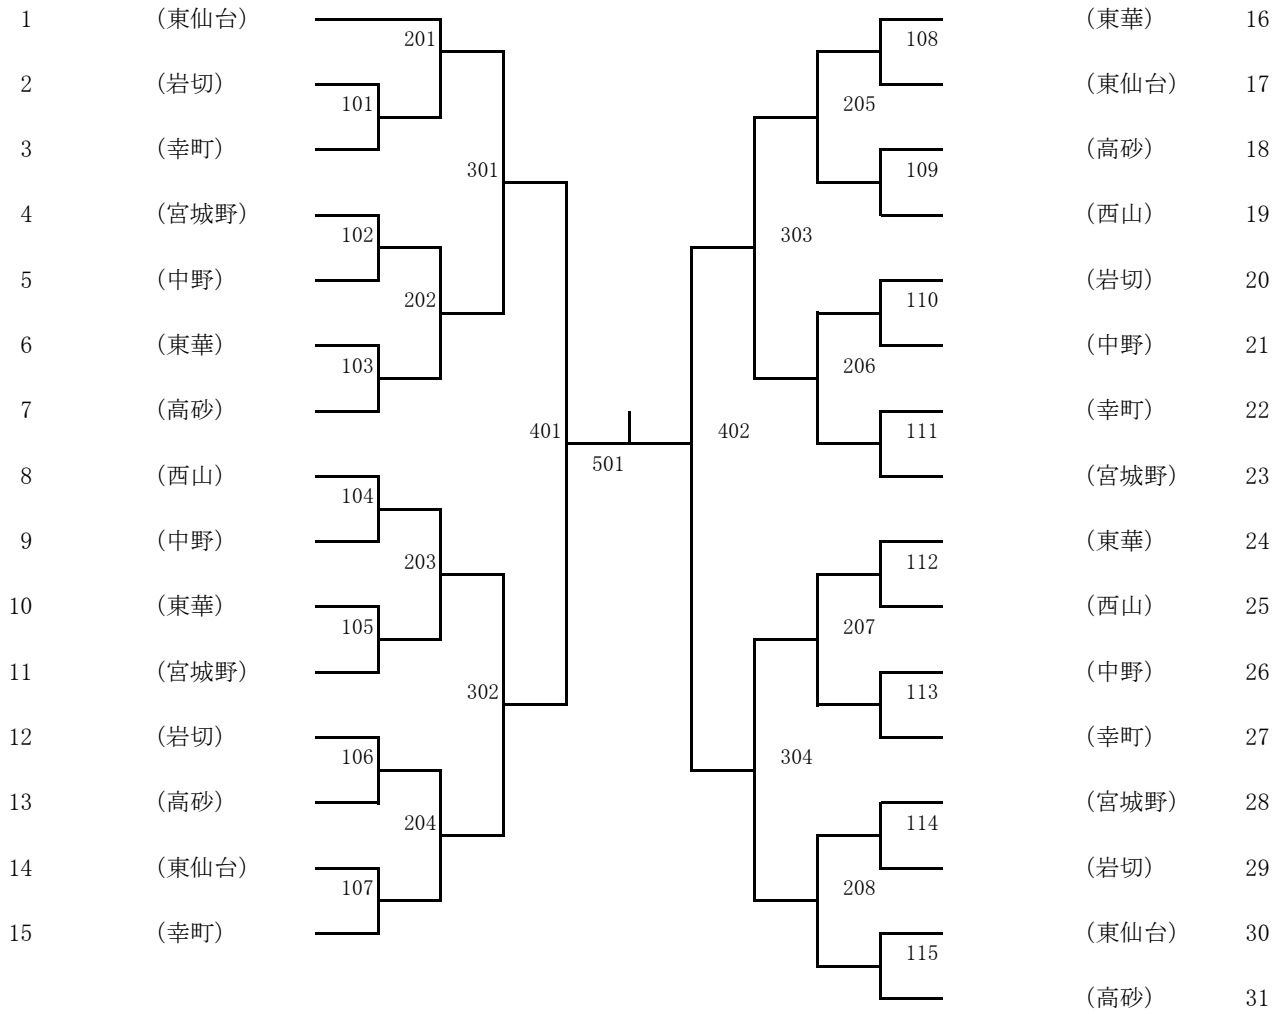 1 （東仙台） （東華） 16
201 108
2 （岩切） （東仙台） 17
101 205
3 （幸町） （高砂） 18
301 109
4 （宮城野） （西山） 19
102 303
5 （中野） （岩切） 20
202 110
6 （東華） （中野） 21
103 206
7 （高砂） （幸町） 22
401 402 111
501
8 （西山） （宮城野） 23
104
9 （中野） （東華） 24
203 112
10 （東華） （西山） 25
105 207
11 （宮城野） （中野） 26
302 113
12 （岩切） （幸町） 27
106 304
13 （高砂） （宮城野） 28
204 114
14 （東仙台） （岩切） 29
107 208
15 （幸町） （東仙台） 30
115
（高砂） 31